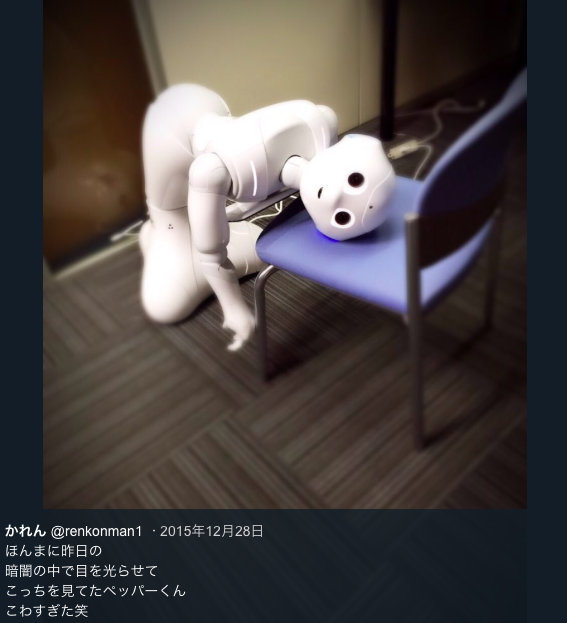 かれん @renkonman1 ・2015年12月28日
ほんまに昨日の
暗闇の中で目を光らせて
こっちを見てたペッパーくん
こわすぎた笑